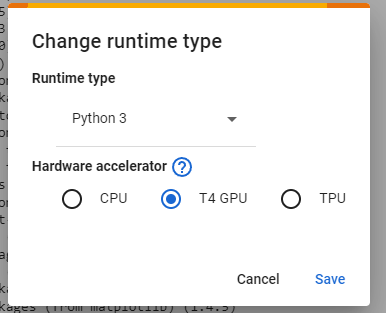 Change runtime type
Runtime type
Python 3
Hardware accelerator ?
CPU T4 GPU TPU
Cancel Save
kages (from matplotlib) (1.4.5)